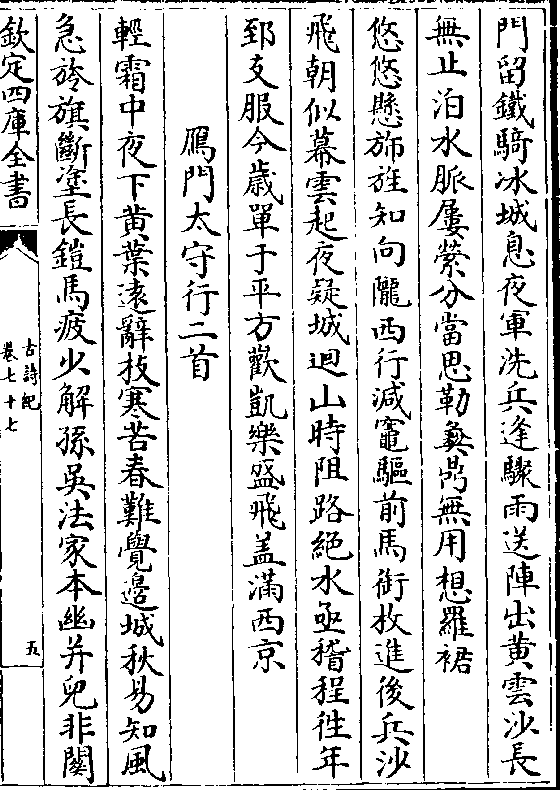 門留鐵騎冰城息夜軍洗兵逢驟雨送陣出黄雲沙長
無止泊水脈屢縈分當思勒彝鼎無用想羅裙
悠悠懸旆旌知向隴西行減竈驅前馬銜枚進後兵沙
飛朝似幕雲起夜疑城迴山時阻路絶水亟稽程徃年
郅支服今歳單于平方歡凱樂盛飛盖滿西京
鴈門太守行二首
輕霜中夜下黄葉遠辭枝寒苦春難覺邉城秋易知風
急旍旗斷塗長鎧馬疲少解孫吳法家本幽并兒非闗
欽定四庫全書
古詩紀
卷七十七
五